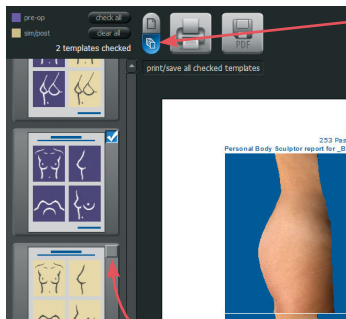 pre-op check all
sim/post clear all
2 templates checked
PDF
print/save all checked templates
253 Pas
Personal Body Sculptor report for _B